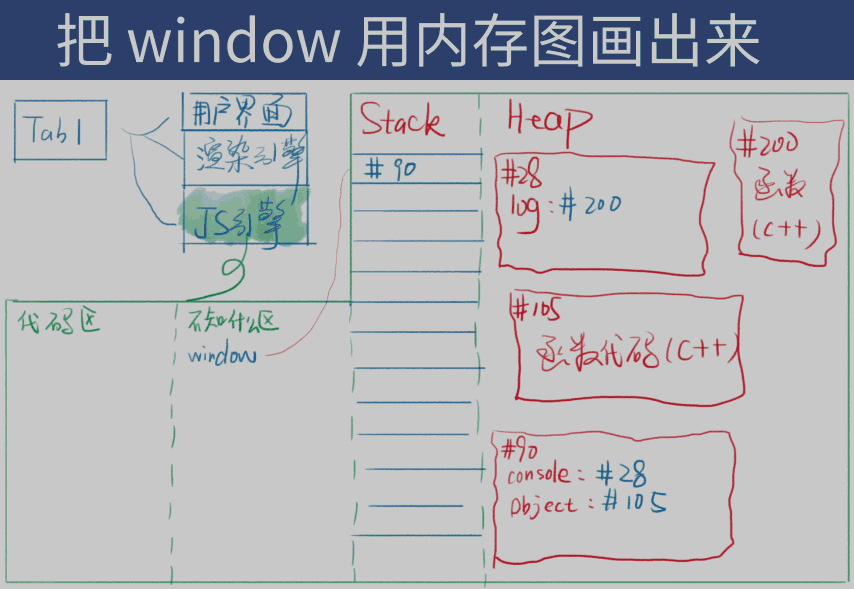 把 window 用内存图画出来
Tab1
用户界面
渲染引擎
JS引擎
代码区
不知什么区
window
Stack
#90
Heap
#28
log:#200
#200
函数
(C++)
#105
函数代码(C++)
#90
console:#28
Object:#105